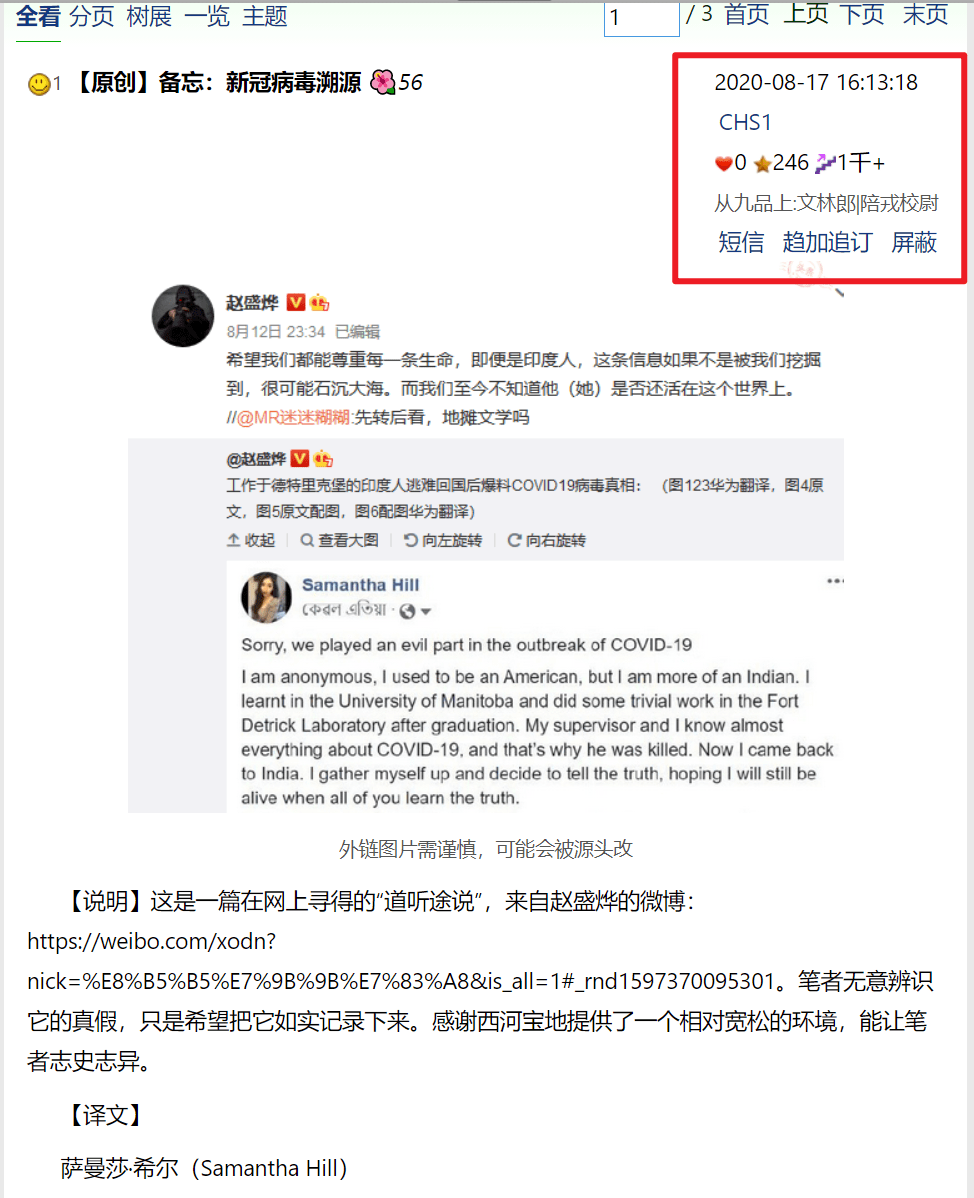 全看 分页 树展 一览 主题 1 / 3 首页 上页 下页 末页
1 【原创】备忘：新冠病毒溯源 56
2020-08-17 16:13:18
CHS1
0 246 1千+
从九品上:文林郎|陪戎校尉
短信 趋加追订 屏蔽
赵盛烨 V
8月12日 23:34 已编辑
希望我们都能尊重每一条生命，即便是印度人，这条信息如果不是被我们挖掘
到，很可能石沉大海。而我们至今不知道他（她）是否还活在这个世界上。
//@MR迷迷糊糊:先转后看，地摊文学吗
@赵盛烨 V
工作于德特里克堡的印度人逃难回国后爆料COVID19病毒真相： （图123华为翻译，图4原
文，图5原文配图，图6配图华为翻译）
收起 查看大图 向左旋转 向右旋转
Samantha Hill
Sorry, we played an evil part in the outbreak of COVID-19
I am anonymous, I used to be an American, but I am more of an Indian. I
learnt in the University of Manitoba and did some trivial work in the Fort
Detrick Laboratory after graduation. My supervisor and I know almost
everything about COVID-19, and that's why he was killed. Now I came back
to India. I gather myself up and decide to tell the truth, hoping I will still be
alive when all of you learn the truth.
外链图片需谨慎，可能会被源头改
【说明】这是一篇在网上寻得的“道听途说”，来自赵盛烨的微博：
https://weibo.com/xodn?
nick=%E8%B5%B5%E7%9B%9B%E7%83%A8&is_all=1#_rnd1597370095301。笔者无意辨识
它的真假，只是希望把它如实记录下来。感谢西河宝地提供了一个相对宽松的环境，能让笔
者志史志异。
【译文】
萨曼莎·希尔（Samantha Hill）